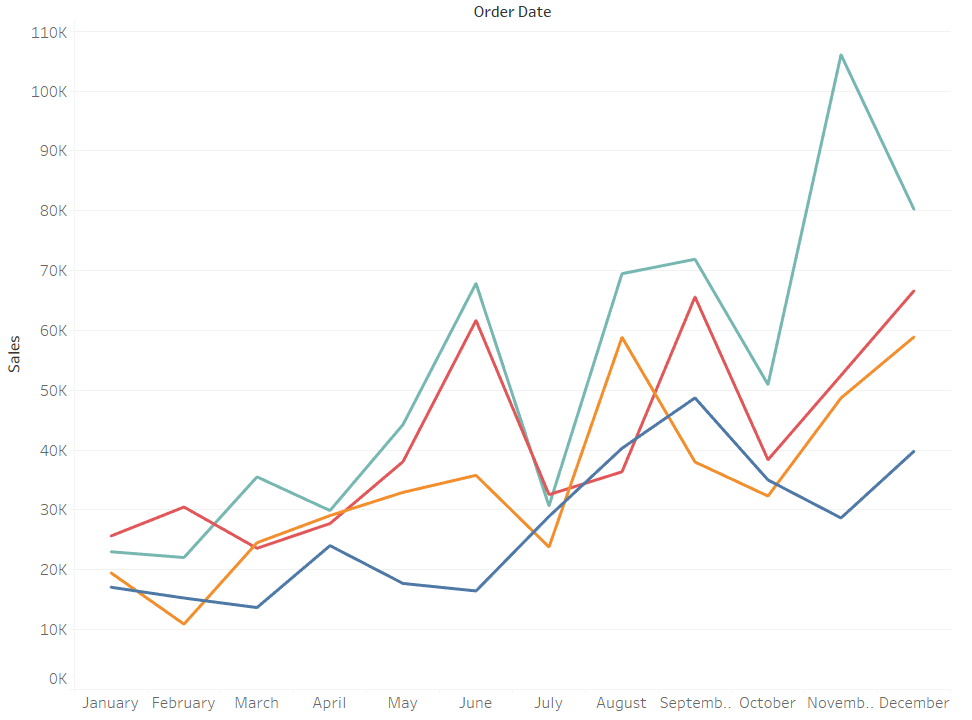 Order Date
110K
100K
90K
80K
70K
60K
50K
40K
30K
20K
10K
0K
Sales
January February March April May June July August Septemb.. October Novemb.. December